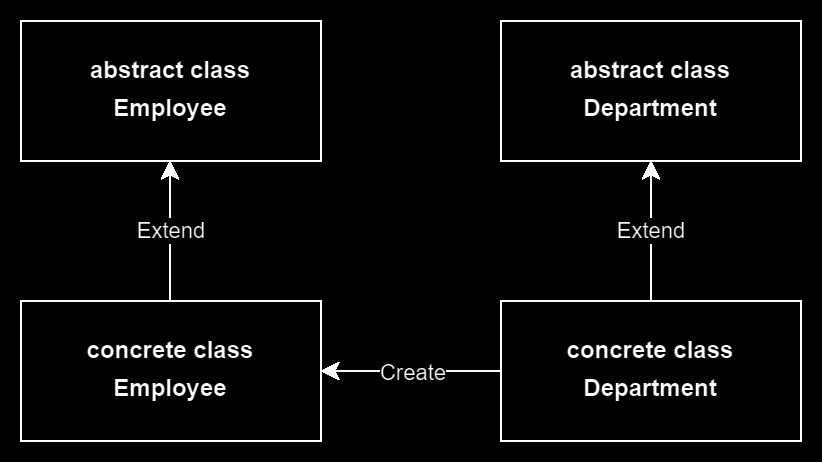 abstract class
Employee
abstract class
Department
Extend
Extend
concrete class
Employee
Create
concrete class
Department